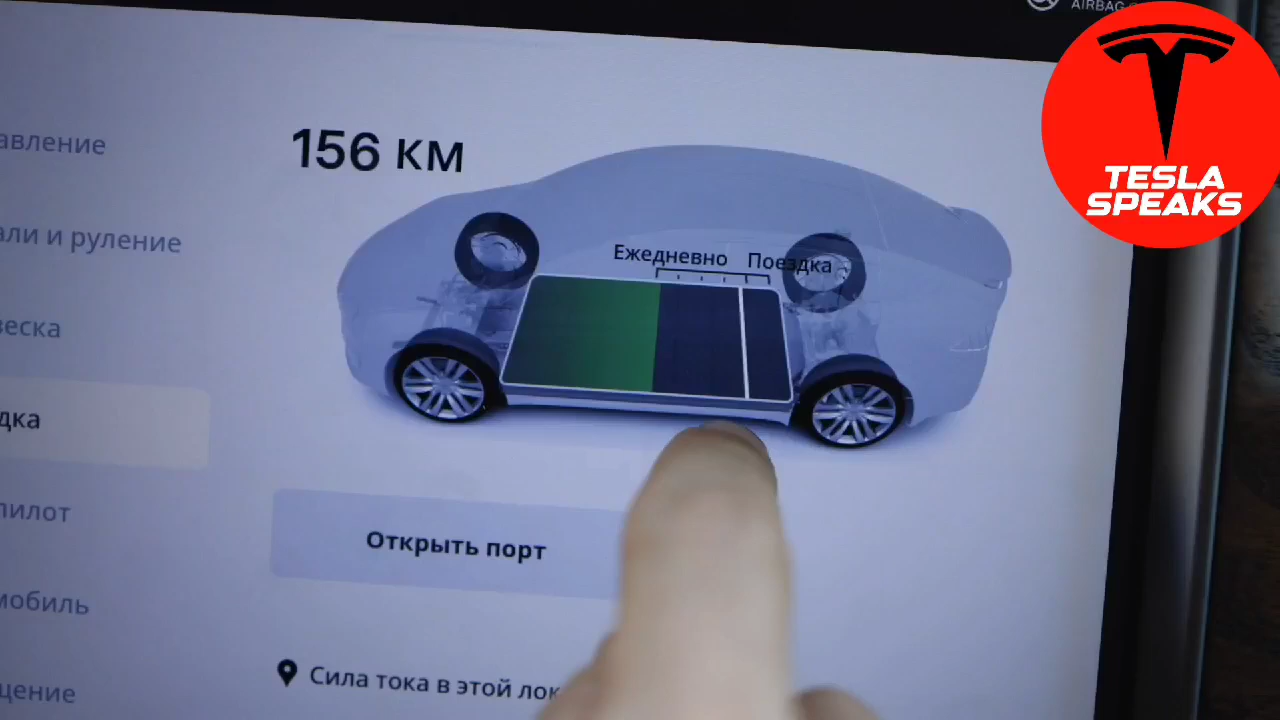 AIRBAG
TESLA
SPEAKS
156 км
Ежедневно Поездка
авление
али и руление
веска
дка
пилот
мобиль
щение
Открыть порт
Сила тока в этой лок